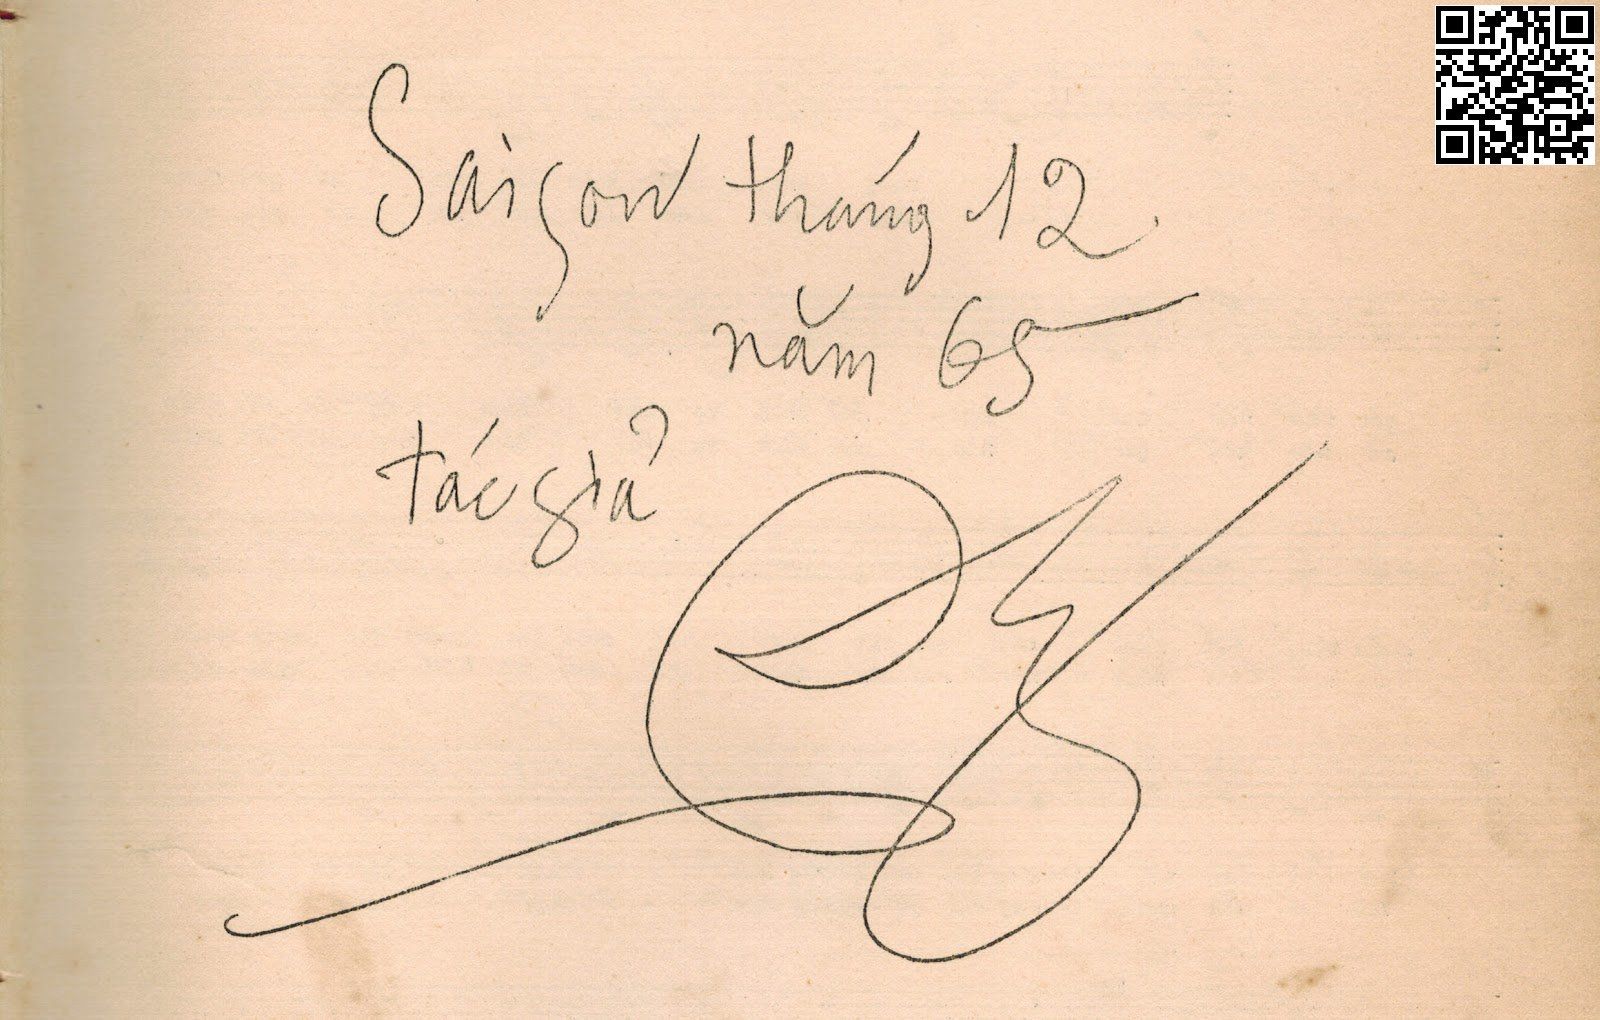 Saigon tháng 12
năm 65
tác giả